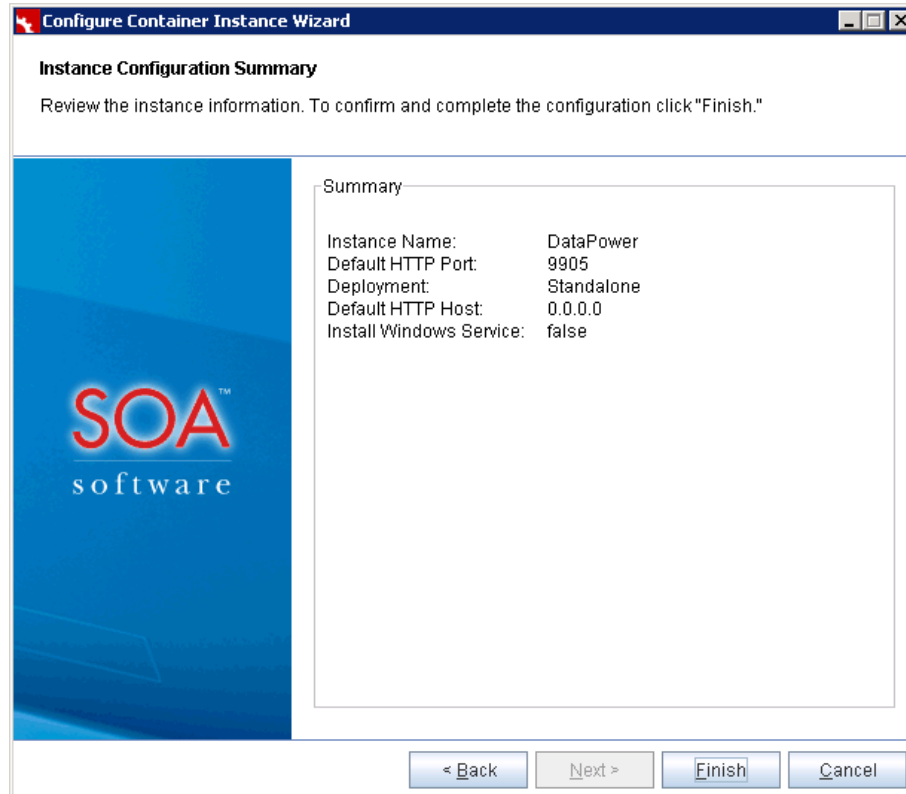 Configure Container Instance Wizard
Instance Configuration Summary
Review the instance information. To confirm and complete the configuration click "Finish."
Summary
Instance Name: DataPower
Default HTTP Port: 9905
Deployment: Standalone
Default HTTP Host: 0.0.0.0
Install Windows Service: false
SOA™
software
< Back Next > Finish Cancel